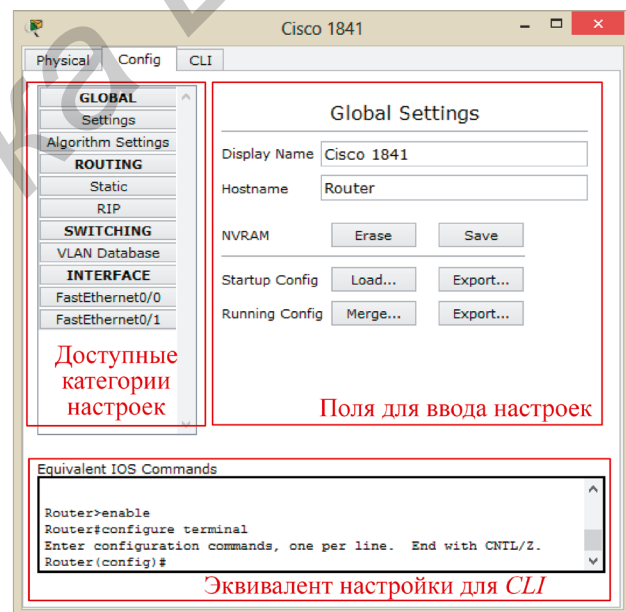 Cisco 1841
Physical Config CLI
GLOBAL
Settings
Algorithm Settings
ROUTING
Static
RIP
SWITCHING
VLAN Database
INTERFACE
FastEthernet0/0
FastEthernet0/1
Доступные
категории
настроек
Global Settings
Display Name Cisco 1841
Hostname Router
NVRAM Erase Save
Startup Config Load... Export...
Running Config Merge... Export...
Поля для ввода настроек
Equivalent IOS Commands
Router>enable
Router#configure terminal
Enter configuration commands, one per line. End with CNTL/Z.
Router(config)#
Эквивалент настройки для CLI